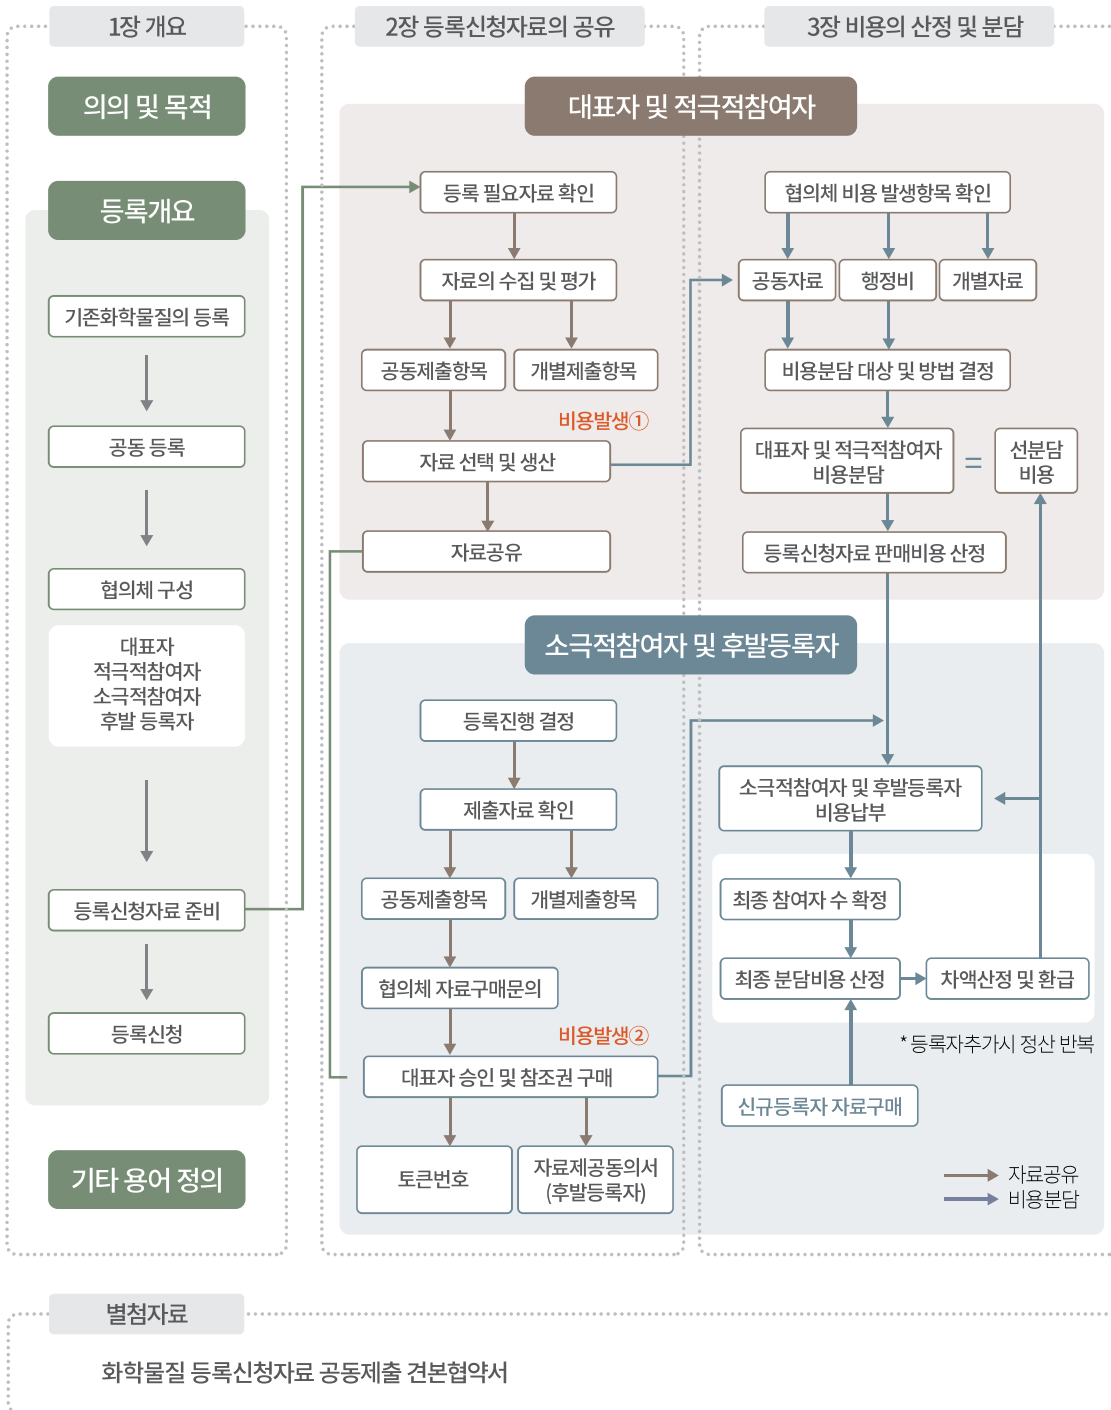 1장 개요
의의 및 목적
등록개요
기존화학물질의 등록
공동 등록
협의체 구성
대표자
적극적참여자
소극적참여자
후발 등록자
등록신청자료 준비
등록신청
기타 용어 정의
2장 등록신청자료의 공유
3장 비용의 산정 및 분담
대표자 및 적극적참여자
등록 필요자료 확인
자료의 수집 및 평가
공동제출항목
개별제출항목
비용발생①
자료 선택 및 생산
자료공유
협의체 비용 발생항목 확인
공동자료
행정비
개별자료
비용분담 대상 및 방법 결정
대표자 및 적극적참여자
비용분담
=
선분담
비용
등록신청자료 판매비용 산정
소극적참여자 및 후발등록자
등록진행 결정
제출자료 확인
공동제출항목
개별제출항목
협의체 자료구매문의
비용발생②
대표자 승인 및 참조권 구매
토큰번호
자료제공동의서
(후발등록자)
소극적참여자 및 후발등록자
비용납부
최종 참여자 수 확정
최종 분담비용 산정
차액산정 및 환급
* 등록자추가시 정산 반복
신규등록자 자료구매
자료공유
비용분담
별첨자료
화학물질 등록신청자료 공동제출 견본협약서